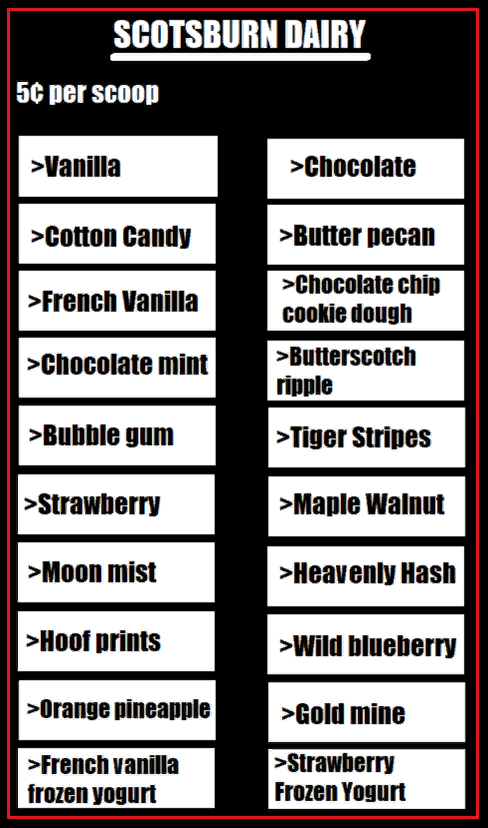 SCOTSBURN DAIRY
5¢ per scoop
>Vanilla
>Cotton Candy
>French Vanilla
>Chocolate mint
>Bubble gum
>Strawberry
>Moon mist
>Hoof prints
>Orange pineapple
>French vanilla
frozen yogurt
>Chocolate
>Butter pecan
>Chocolate chip
cookie dough
>Butterscotch
ripple
>Tiger Stripes
>Maple Walnut
>Heavenly Hash
>Wild blueberry
>Gold mine
>Strawberry
Frozen Yogurt